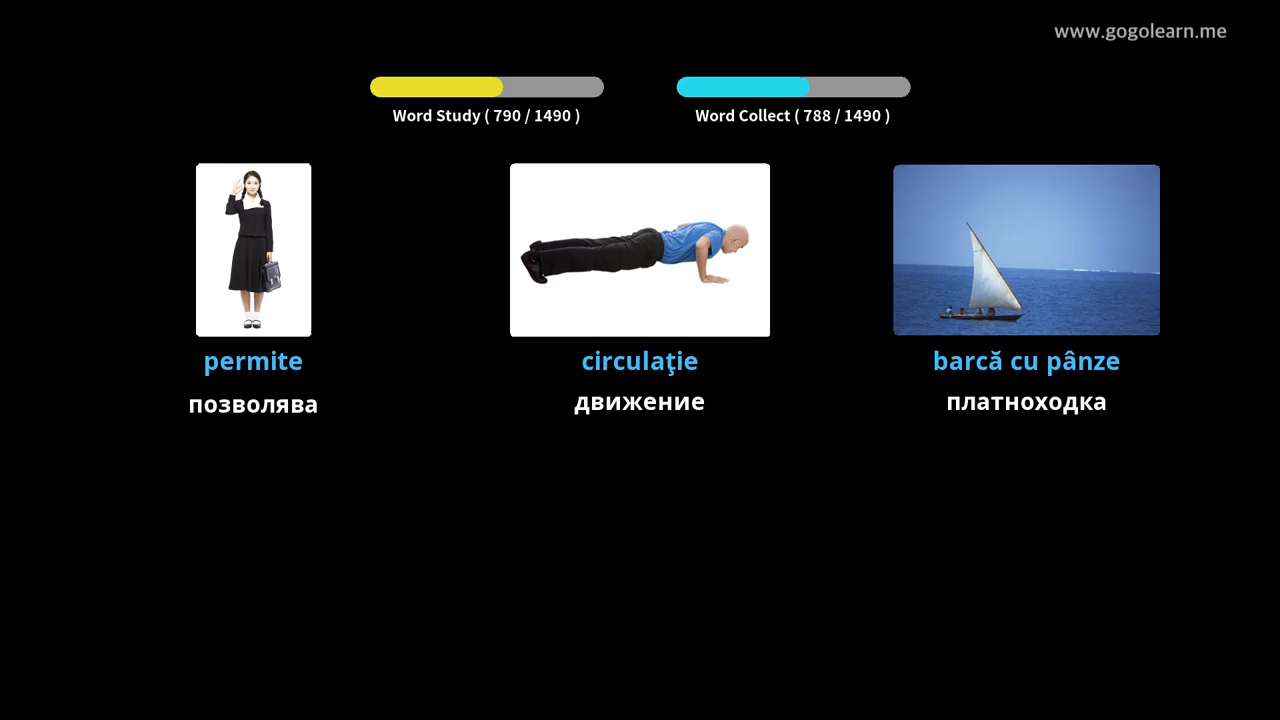 www.gogolearn.me
Word Study ( 790 / 1490 )
Word Collect ( 788 / 1490 )
permite
circulaţie
barcă cu pânze
позволява
движение
платноходка